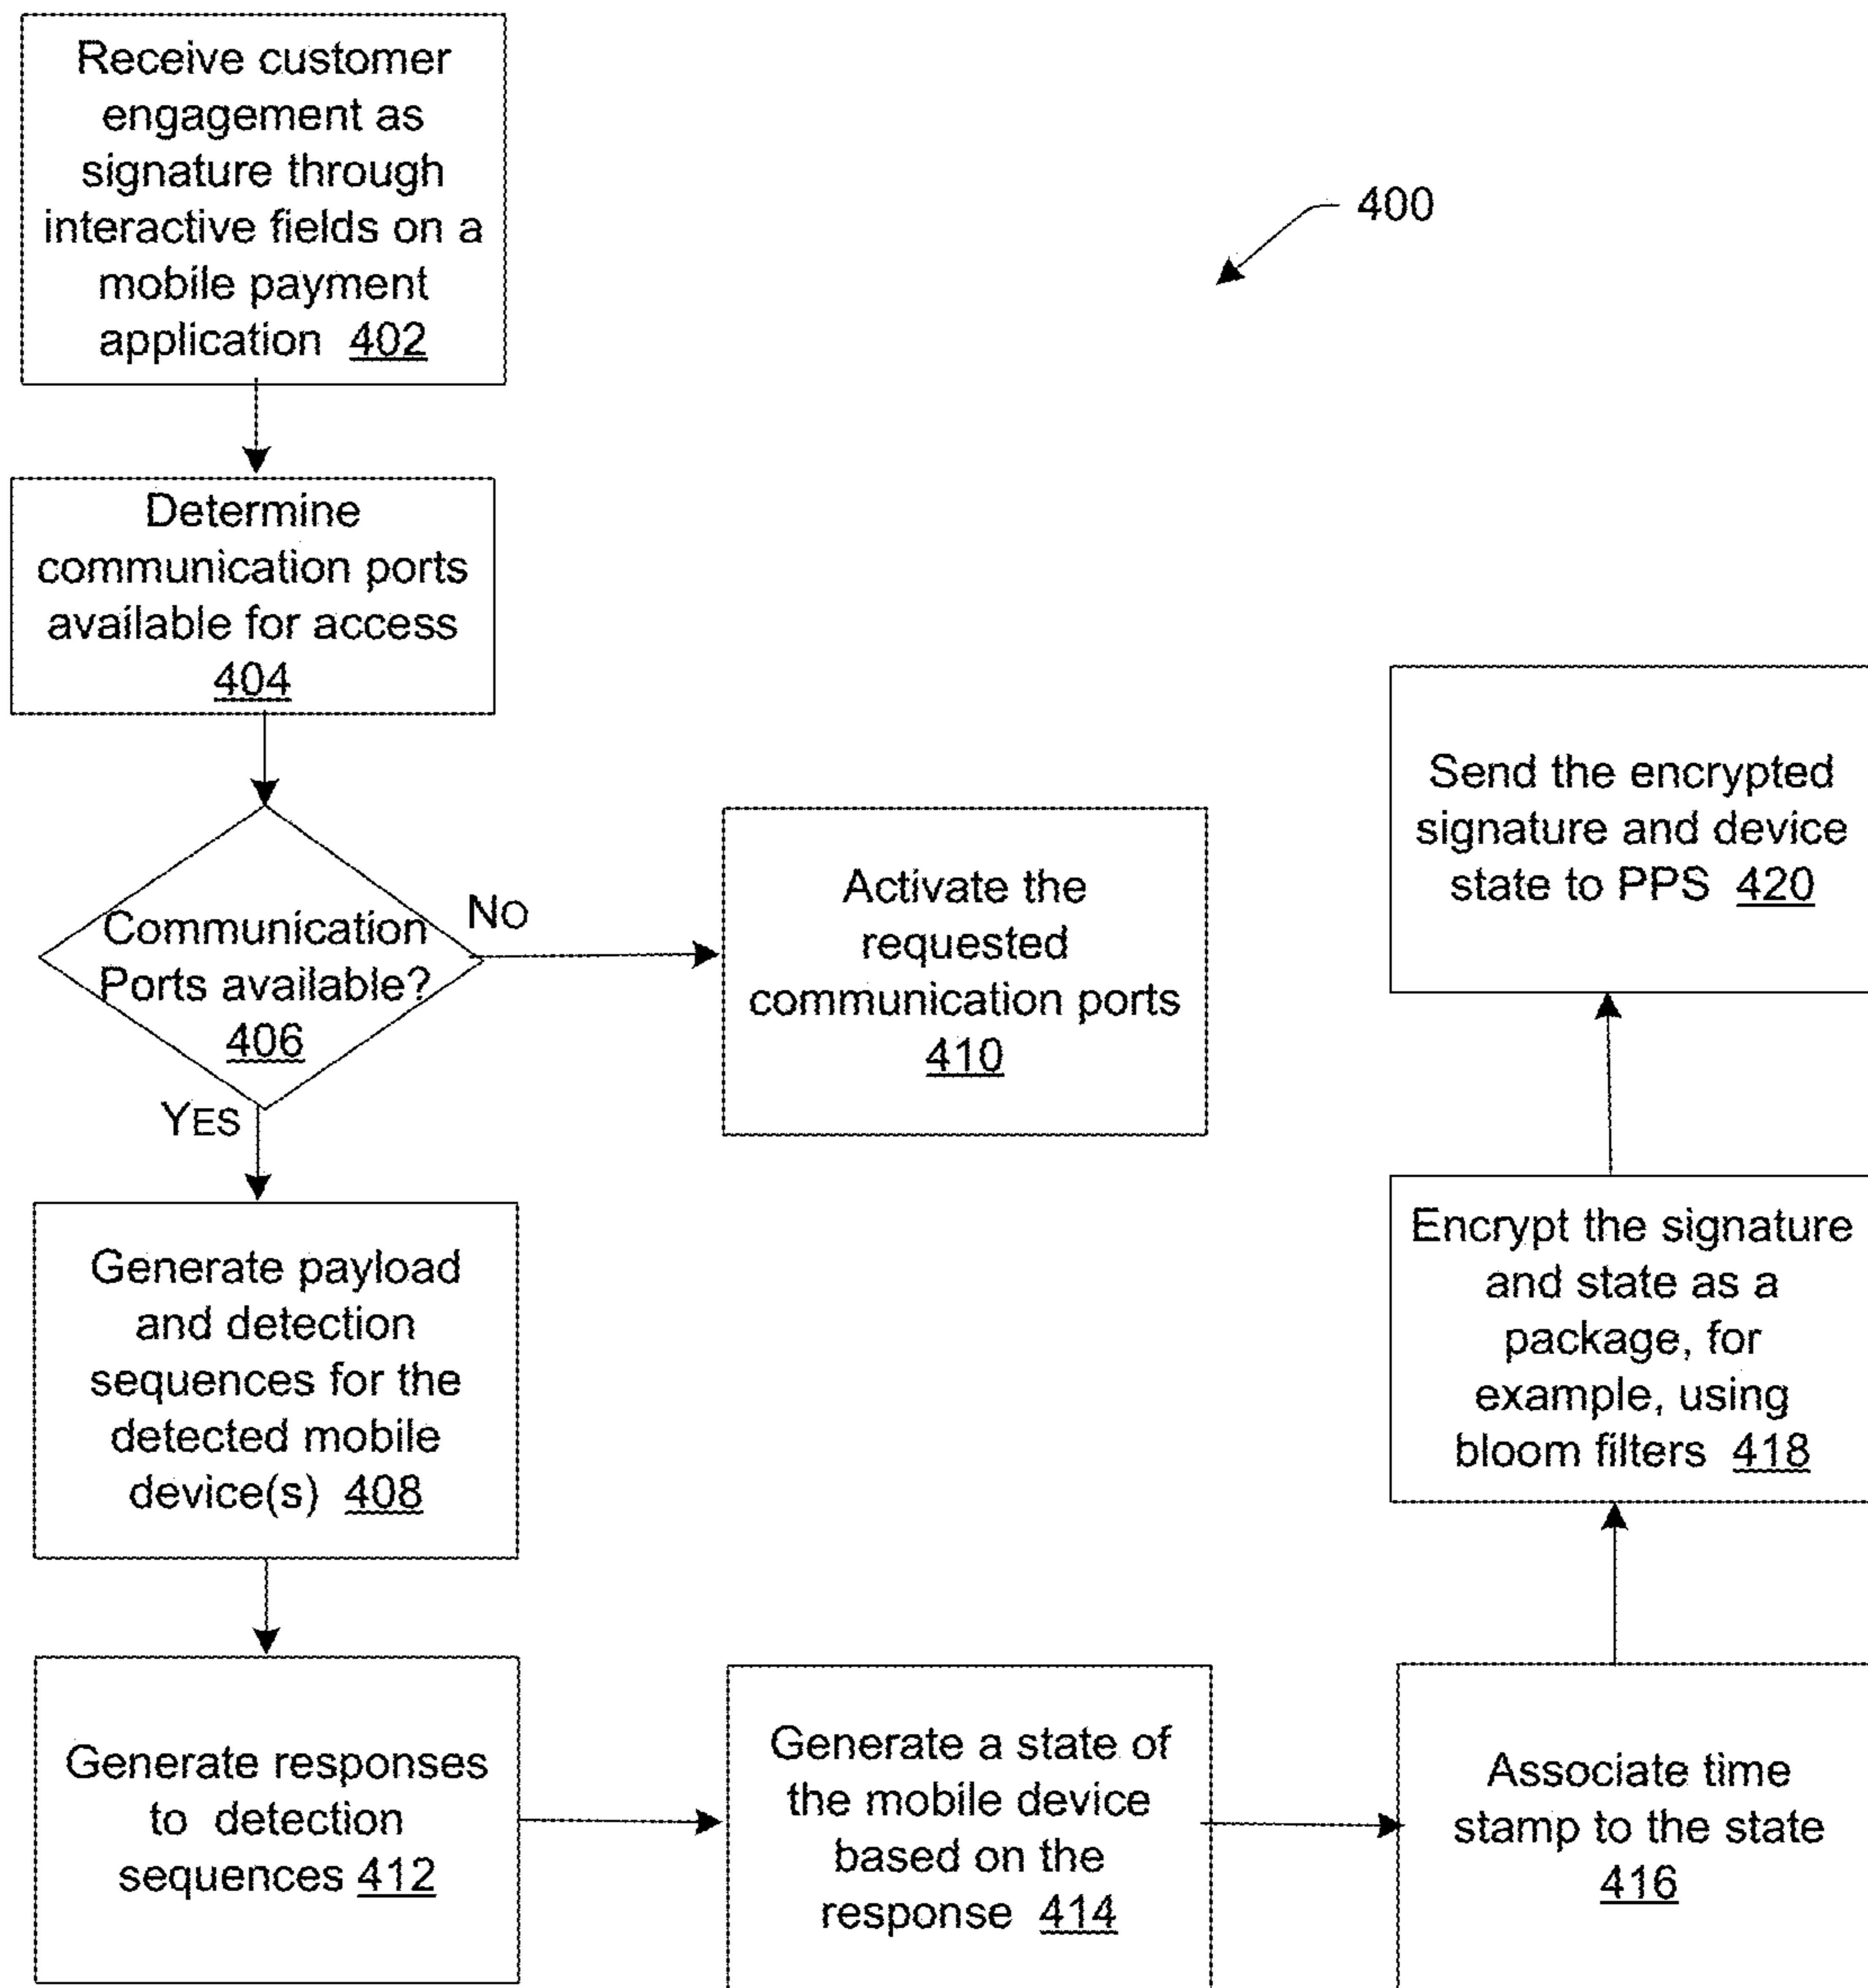 Receive customer
engagement as
signature through
interactive fields on a
mobile payment
application 402
400
Determine
communication ports
available for access
404
Communication
Ports available?
406
NO
YES
Activate the
requested
communication ports
410
Generate payload
and detection
sequences for the
detected mobile
device(s) 408
Generate responses
to detection
sequences 412
Generate a state of
the mobile device
based on the
response 414
Associate time
stamp to the state
416
Encrypt the signature
and state as a
package, for
example, using
bloom filters 418
Send the encrypted
signature and device
state to PPS 420